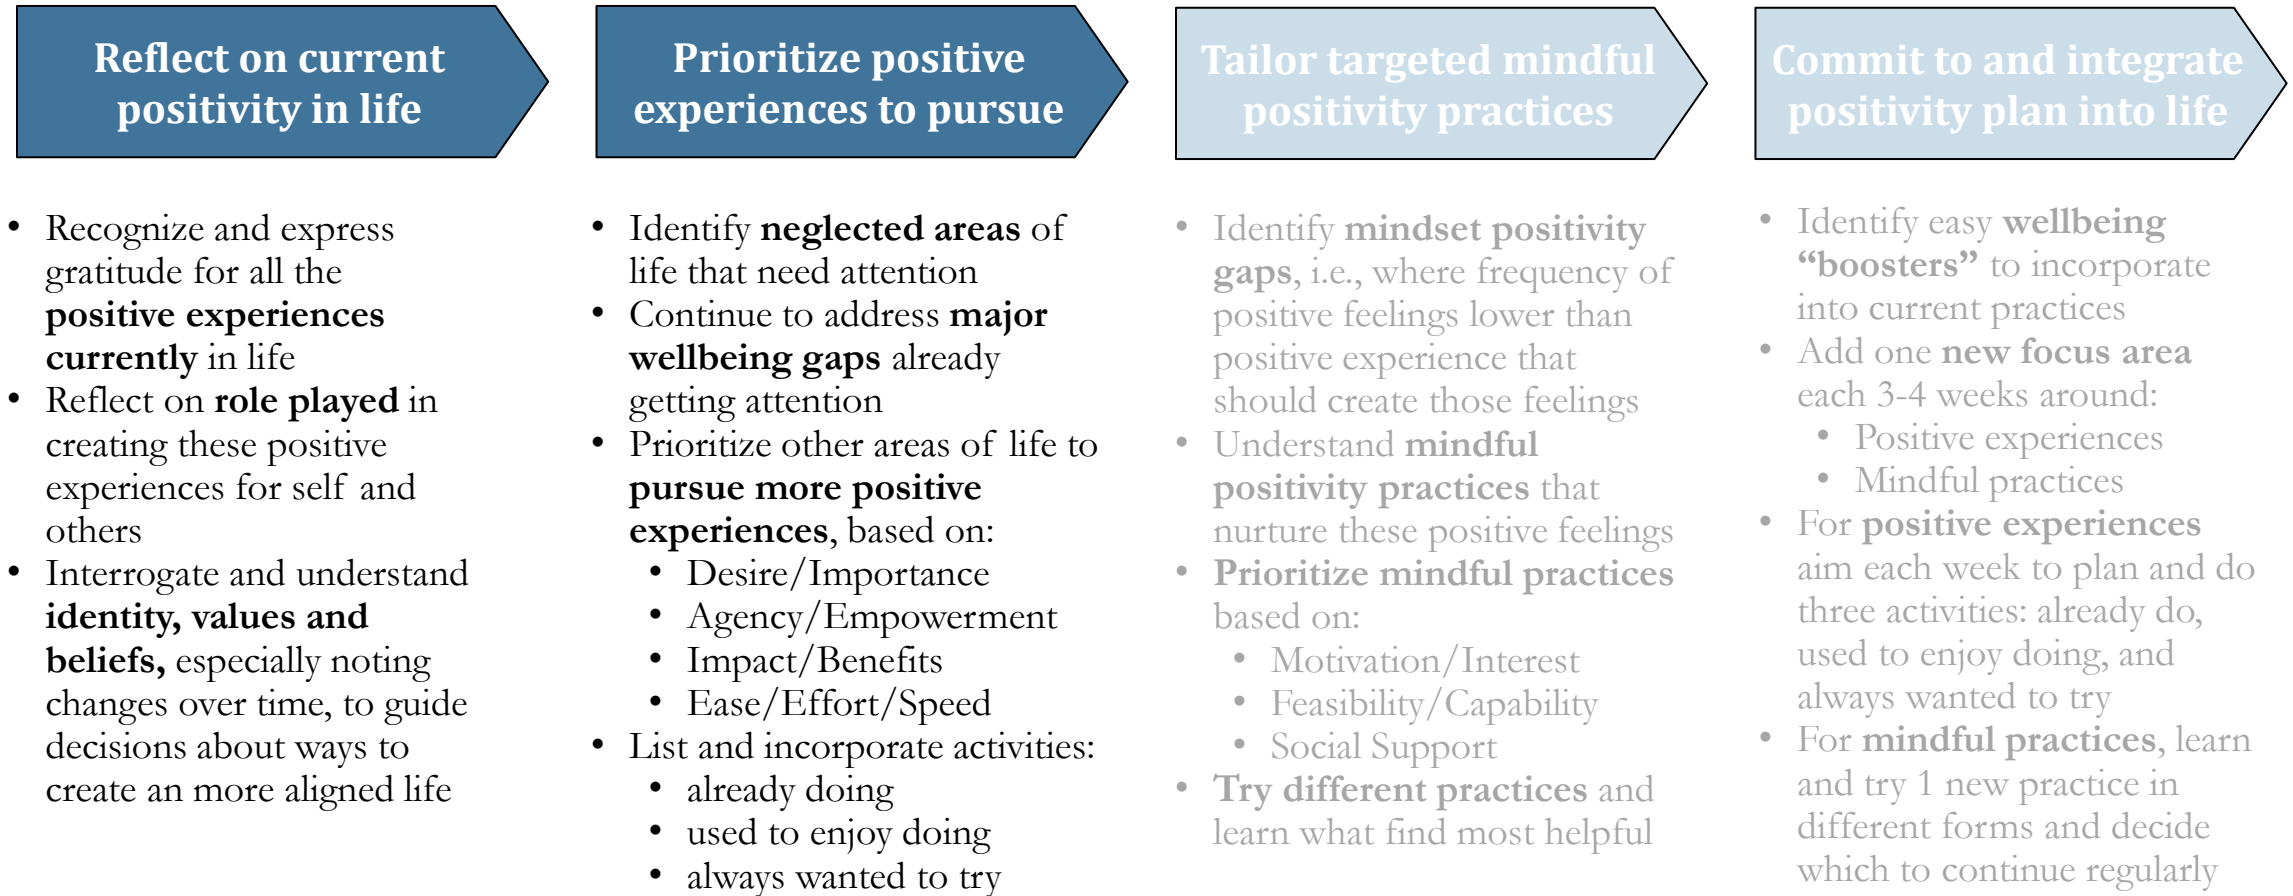 Reflect on current
positivity in life
• Recognize and express
gratitude for all the
positive experiences
currently in life
• Reflect on role played in
creating these positive
experiences for self and
others
• Interrogate and understand
identity, values and
beliefs, especially noting
changes over time, to guide
decisions about ways to
create an more aligned life
Prioritize positive
experiences to pursue
• Identify neglected areas of
life that need attention
• Continue to address major
wellbeing gaps already
getting attention
• Prioritize other areas of life to
pursue more positive
experiences, based on:
• Desire/Importance
• Agency/Empowerment
• Impact/Benefits
• Ease/Effort/Speed
• List and incorporate activities:
• already doing
• used to enjoy doing
• always wanted to try
Tailor targeted mindful
positivity practices
• Identify mindset positivity
gaps, i.e., where frequency of
positive feelings lower than
positive experience that
should create those feelings
• Understand mindful
positivity practices that
nurture these positive feelings
• Prioritize mindful practices
based on:
• Motivation/Interest
• Feasibility/Capability
• Social Support
• Try different practices and
learn what find most helpful
Commit to and integrate
positivity plan into life
• Identify easy wellbeing
“boosters” to incorporate
into current practices
• Add one new focus area
each 3-4 weeks around:
• Positive experiences
• Mindful practices
• For positive experiences
aim each week to plan and do
three activities: already do,
used to enjoy doing, and
always wanted to try
• For mindful practices, learn
and try 1 new practice in
different forms and decide
which to continue regularly